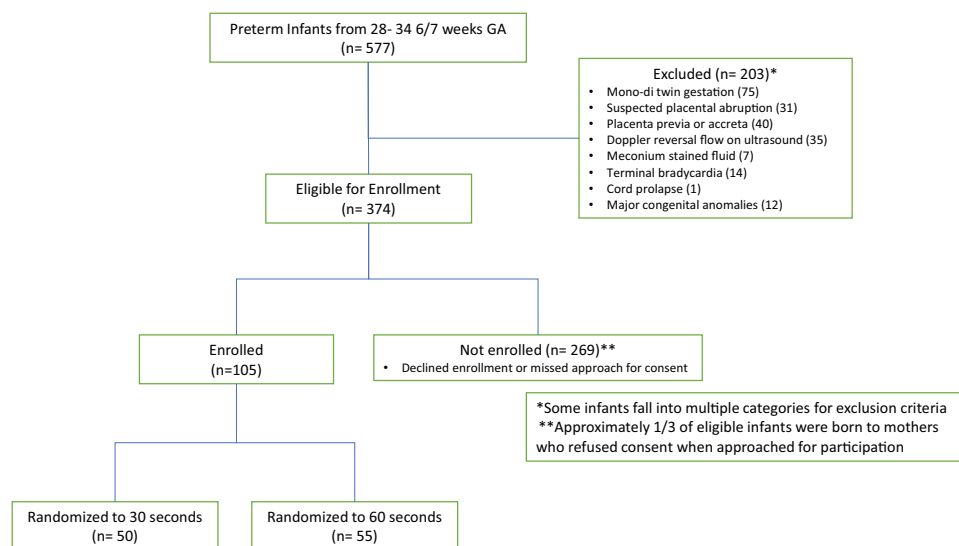 Preterm Infants from 28- 34 6/7 weeks GA
(n= 577)
Excluded (n= 203)*
• Mono-di twin gestation (75)
• Suspected placental abruption (31)
• Placenta previa or accreta (40)
• Doppler reversal flow on ultrasound (35)
• Meconium stained fluid (7)
• Terminal bradycardia (14)
• Cord prolapse (1)
• Major congenital anomalies (12)
Eligible for Enrollment
(n= 374)
Enrolled
(n=105)
Not enrolled (n= 269)**
• Declined enrollment or missed approach for consent
*Some infants fall into multiple categories for exclusion criteria
**Approximately 1/3 of eligible infants were born to mothers
who refused consent when approached for participation
Randomized to 30 seconds
(n= 50)
Randomized to 60 seconds
(n= 55)